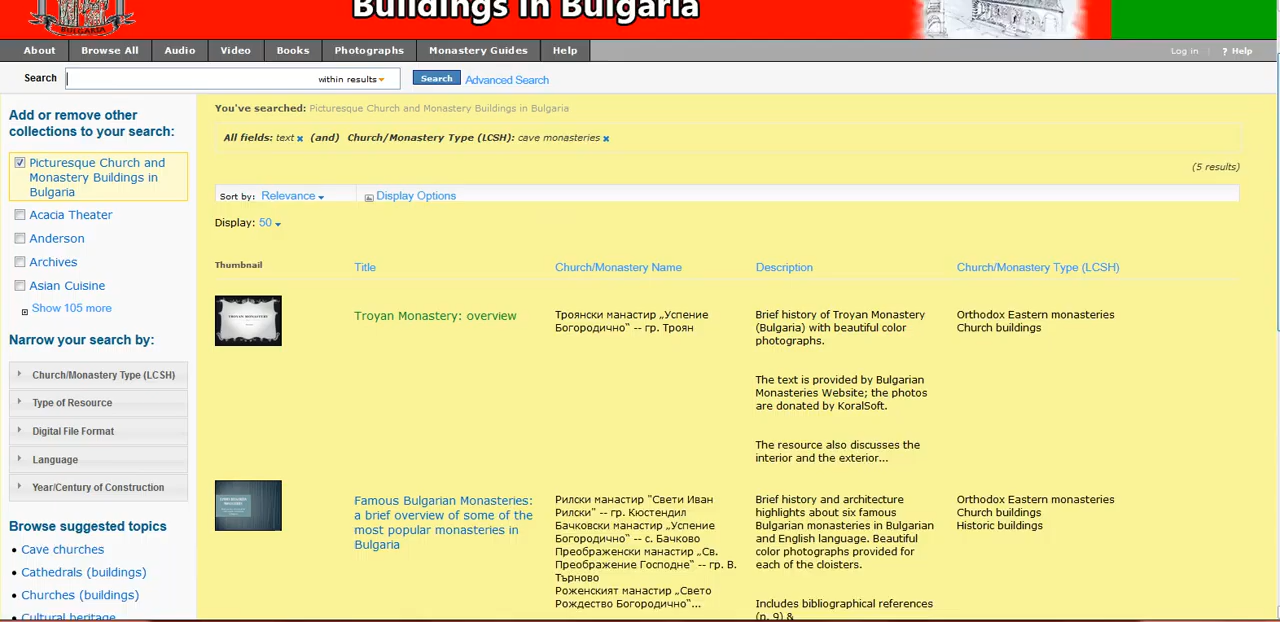 Buildings in Bulgaria
BULGARIA
About Browse All Audio Video Books Photographs Monastery Guides Help Log in ? Help
Search within results Search Advanced Search
Add or remove other
collections to your search:
Picturesque Church and
Monastery Buildings in
Bulgaria
Acacia Theater
Anderson
Archives
Asian Cuisine
Show 105 more
Narrow your search by:
Church/Monastery Type (LCSH)
Type of Resource
Digital File Format
Language
Year/Century of Construction
Browse suggested topics
Cave churches
Cathedrals (buildings)
Churches (buildings)
Cultural heritage
You've searched: Picturesque Church and Monastery Buildings in Bulgaria
All fields: text x (and) Church/Monastery Type (LCSH): cave monasteries x
(5 results)
Sort by: Relevance Display Options
Display: 50
Thumbnail Title Church/Monastery Name Description Church/Monastery Type (LCSH)
TROYAN MONASTERY
Troyan Monastery: overview
Троянски манастир „Успение
Богородично“ -- гр. Троян
Brief history of Troyan Monastery
(Bulgaria) with beautiful color
photographs.
The text is provided by Bulgarian
Monasteries Website; the photos
are donated by KoralSoft.
The resource also discusses the
interior and the exterior...
Orthodox Eastern monasteries
Church buildings
Famous Bulgarian Monasteries:
a brief overview of some of the
most popular monasteries in
Bulgaria
Рилски манастир "Свети Иван
Рилски" -- гр. Кюстендил
Бачковски манастир „Успение
Богородично“ -- с. Бачково
Преображенски манастир „Св.
Преображение Господне“ -- гр. В.
Търново
Роженският манастир „Свето
Рождество Богородично“...
Brief history and architecture
highlights about six famous
Bulgarian monasteries in Bulgarian
and English language. Beautiful
color photographs provided for
each of the cloisters.
Includes bibliographical references
(p. 9) &
Orthodox Eastern monasteries
Church buildings
Historic buildings